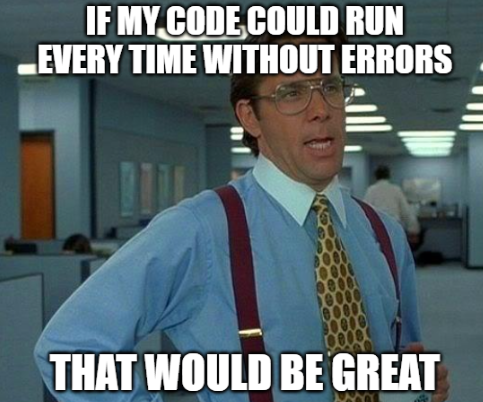 IF MY CODE COULD RUN
EVERY TIME WITHOUT ERRORS
THAT WOULD BE GREAT